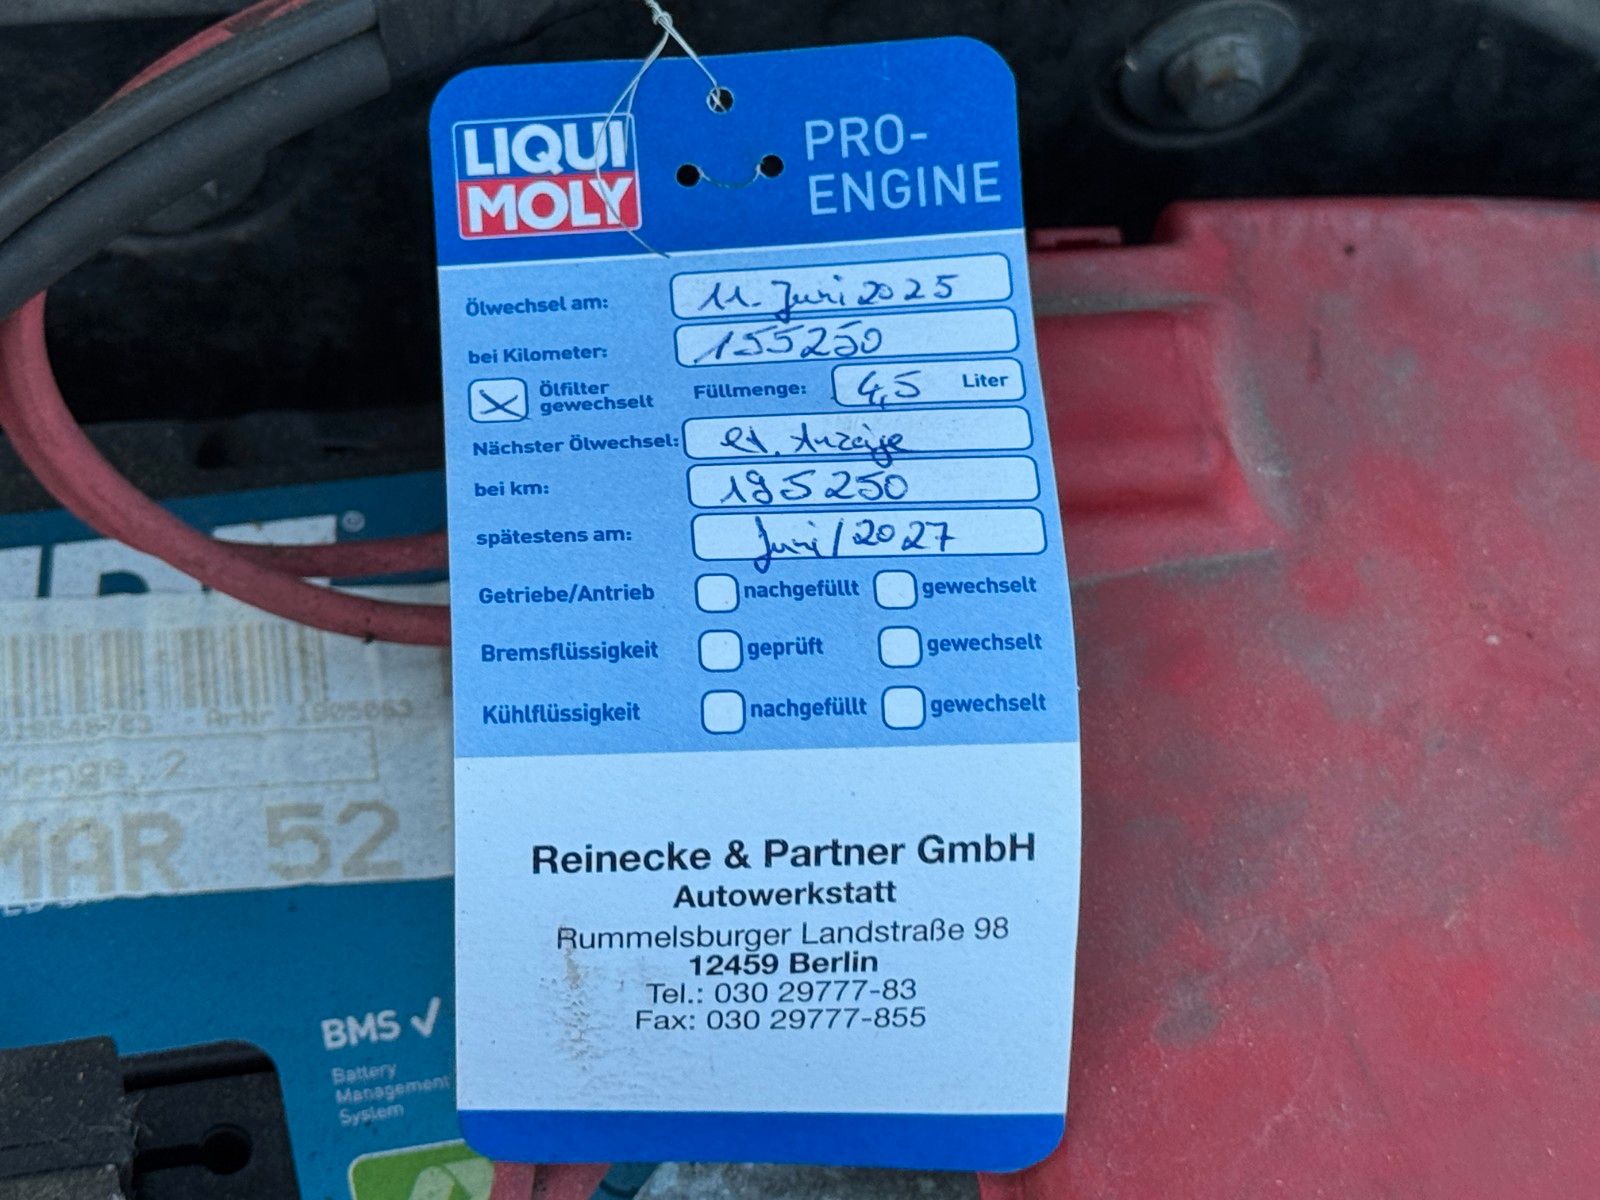 LIQUI
MOLY
PRO-
ENGINE
Ölwechsel am: 11. Juni 2025
bei Kilometer: 155250
Ölfilter
gewechselt
Füllmenge: 4,5 Liter
Nächster Ölwechsel: lt. Anzeige
bei km: 195250
spätestens am: Juni/2027
Getriebe/Antrieb nachgefüllt gewechselt
Bremsflüssigkeit geprüft gewechselt
Kühlflüssigkeit nachgefüllt gewechselt
Reinecke & Partner GmbH
Autowerkstatt
Rummelsburger Landstraße 98
12459 Berlin
Tel.: 030 29777-83
Fax: 030 29777-855
Menge: 2
MAR 52
BMS
Battery
Management
System